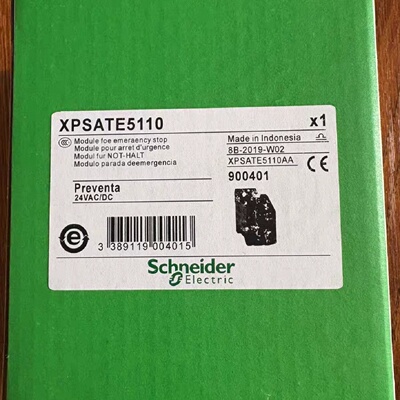 XPSATE5110 x1
Module foe emeraency stop
Module pour arret d'urgence
Modul fur NOT-HALT
Modulo parada deemergencia
Made in Indonesia
8B-2019-W02
XPSATE5110AA CE
900401
Preventa
24VAC/DC
3 389119 004015
Schneider
Electric